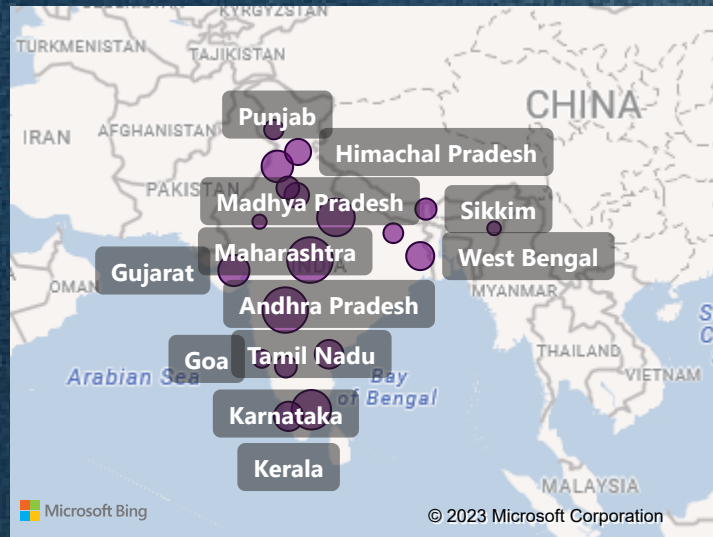 KYRGYZSTAN
TURKMENISTAN
TAJIKISTAN
CHINA
Punjab
IRAN
AFGHANISTAN
Himachal Pradesh
PAKISTAN
Madhya Pradesh
Sikkim
Maharashtra
West Bengal
Gujarat
INDIA
OMAN
MYANMAR
Andhra Pradesh
Goa
Tamil Nadu
THAILAND
Arabian Sea
Bay
of Bengal
VIETNAM
Karnataka
Kerala
MALAYSIA
Microsoft Bing
© 2023 Microsoft Corporation